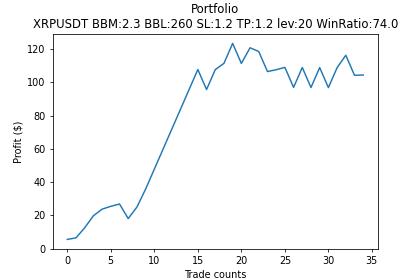 Portfolio
XRPUSDT BBM:2.3 BBL:260 SL:1.2 TP:1.2 lev:20 WinRatio:74.0
120
100
80
60
40
20
0
Profit ($)
0 5 10 15 20 25 30 35
Trade counts